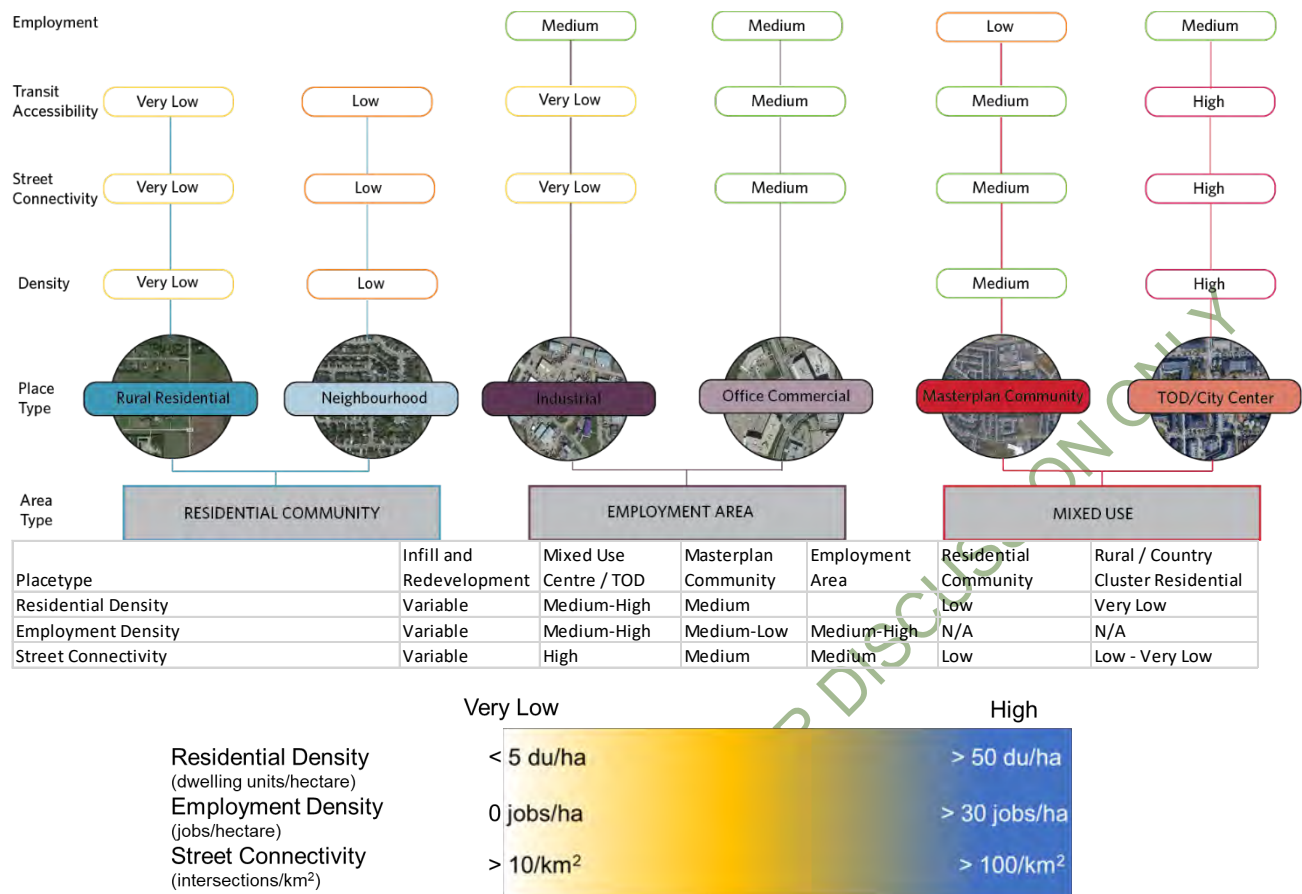 Employment
Medium
Medium
Low
Medium
Transit
Accessibility
Very Low
Low
Very Low
Medium
Medium
High
Street
Connectivity
Very Low
Low
Very Low
Medium
Medium
High
Density
Very Low
Low
Medium
High
Place
Type
Rural Residential
Neighbourhood
Industrial
Office Commercial
Masterplan Community
TOD/City Center
Area
Type
RESIDENTIAL COMMUNITY
EMPLOYMENT AREA
MIXED USE
Placetype
Infill and
Redevelopment
Mixed Use
Centre / TOD
Masterplan
Community
Employment
Area
Residential
Community
Rural / Country
Cluster Residential
Residential Density Variable Medium-High Medium Low Very Low
Employment Density Variable Medium-High Medium-Low Medium-High N/A N/A
Street Connectivity Variable High Medium Medium Low Low - Very Low
Very Low High
Residential Density < 5 du/ha > 50 du/ha
(dwelling units/hectare)
Employment Density 0 jobs/ha > 30 jobs/ha
(jobs/hectare)
Street Connectivity > 10/km² > 100/km²
(intersections/km²)
DISCUSSION ONLY